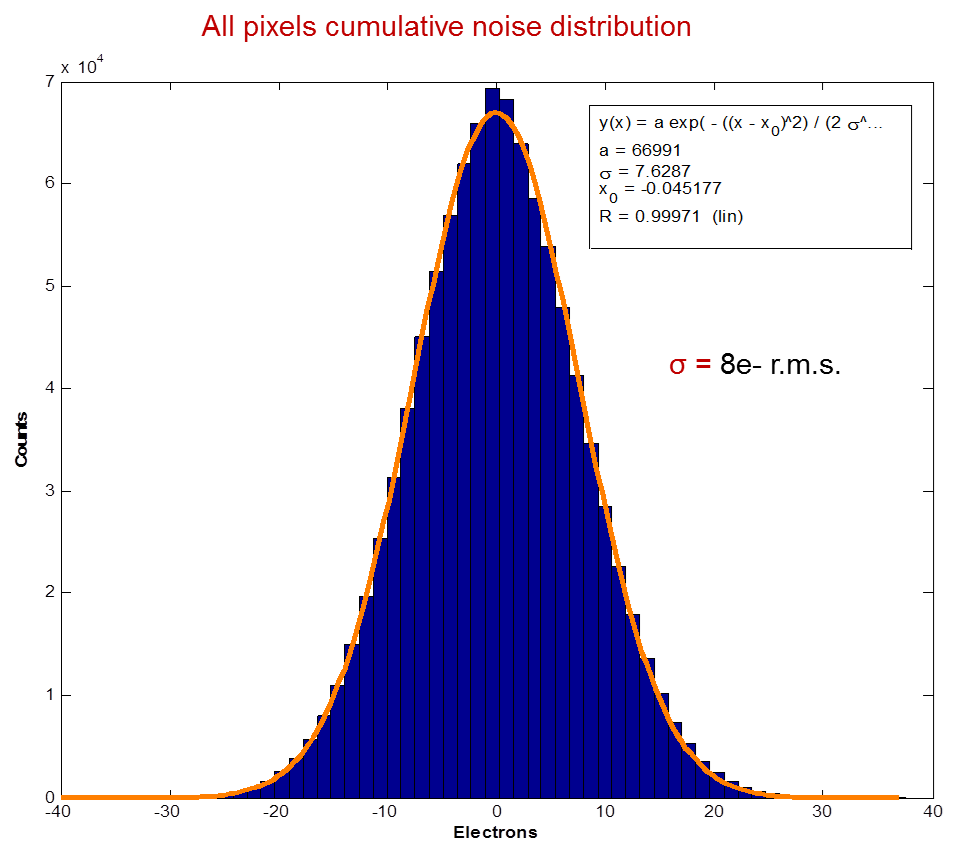 All pixels cumulative noise distribution
x 10^4
7
6
5
4
3
2
1
0
Counts
y(x) = a exp( - ((x - x_0)^2) / (2 σ^...
a = 66991
σ = 7.6287
x_0 = -0.045177
R = 0.99971 (lin)
σ = 8e- r.m.s.
-40 -30 -20 -10 0 10 20 30 40
Electrons